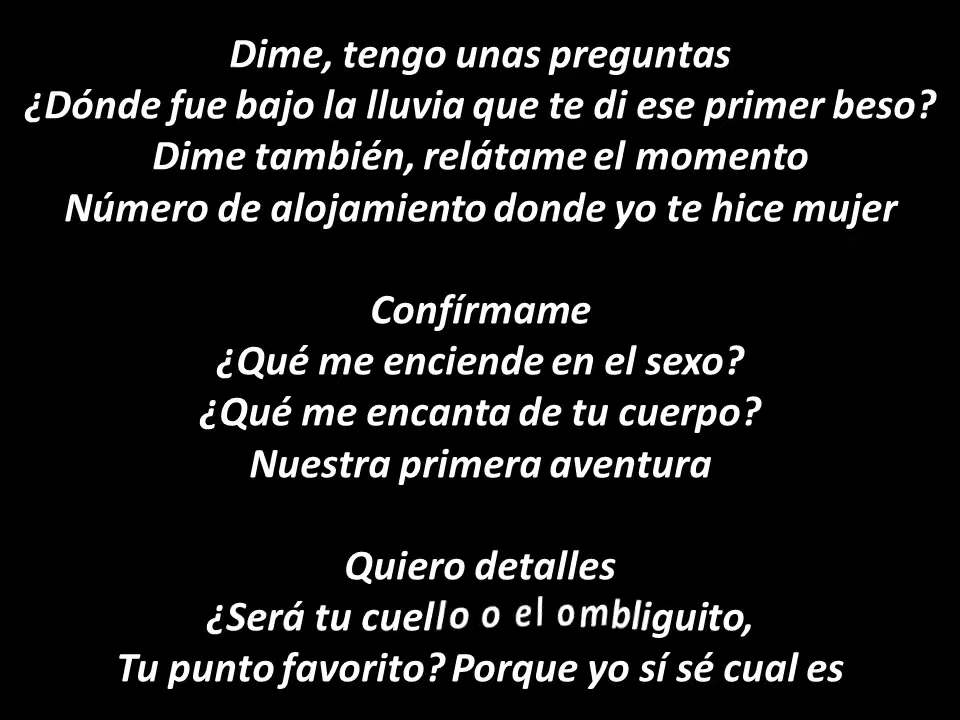 Dime, tengo unas preguntas
¿Dónde fue bajo la lluvia que te di ese primer beso?
Dime también, relátame el momento
Número de alojamiento donde yo te hice mujer
Confírmame
¿Qué me enciende en el sexo?
¿Qué me encanta de tu cuerpo?
Nuestra primera aventura
Quiero detalles
¿Será tu cuello o el ombliguito,
Tu punto favorito? Porque yo sí sé cual es